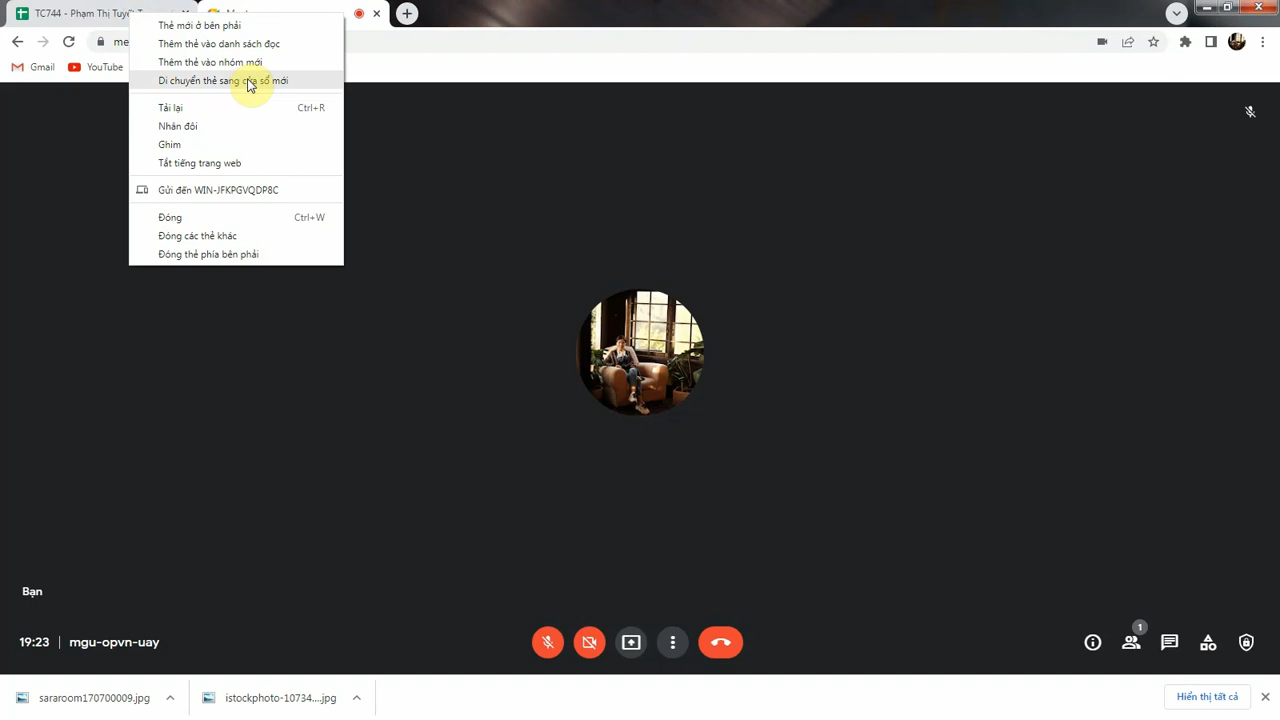 TC744 - Phạm Thị Tuyết
me
Gmail
YouTube
Thẻ mới ở bên phải
Thêm thẻ vào danh sách đọc
Thêm thẻ vào nhóm mới
Di chuyển thẻ sang cửa sổ mới
Tải lại Ctrl+R
Nhân đôi
Ghim
Tắt tiếng trang web
Gửi đến WIN-JFKPGVQDP8C
Đóng Ctrl+W
Đóng các thẻ khác
Đóng thẻ phía bên phải
Bạn
19:23 | mgu-opvn-uay
1
sararoom170700009.jpg
istockphoto-10734....jpg
Hiển thị tất cả